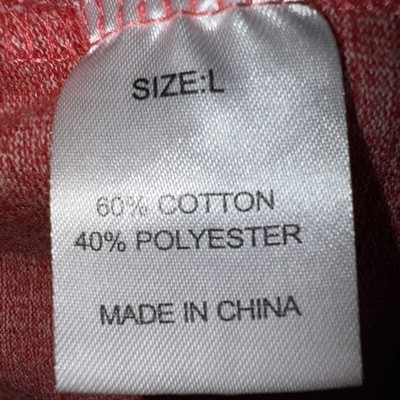 SIZE:L
60% COTTON
40% POLYESTER
MADE IN CHINA